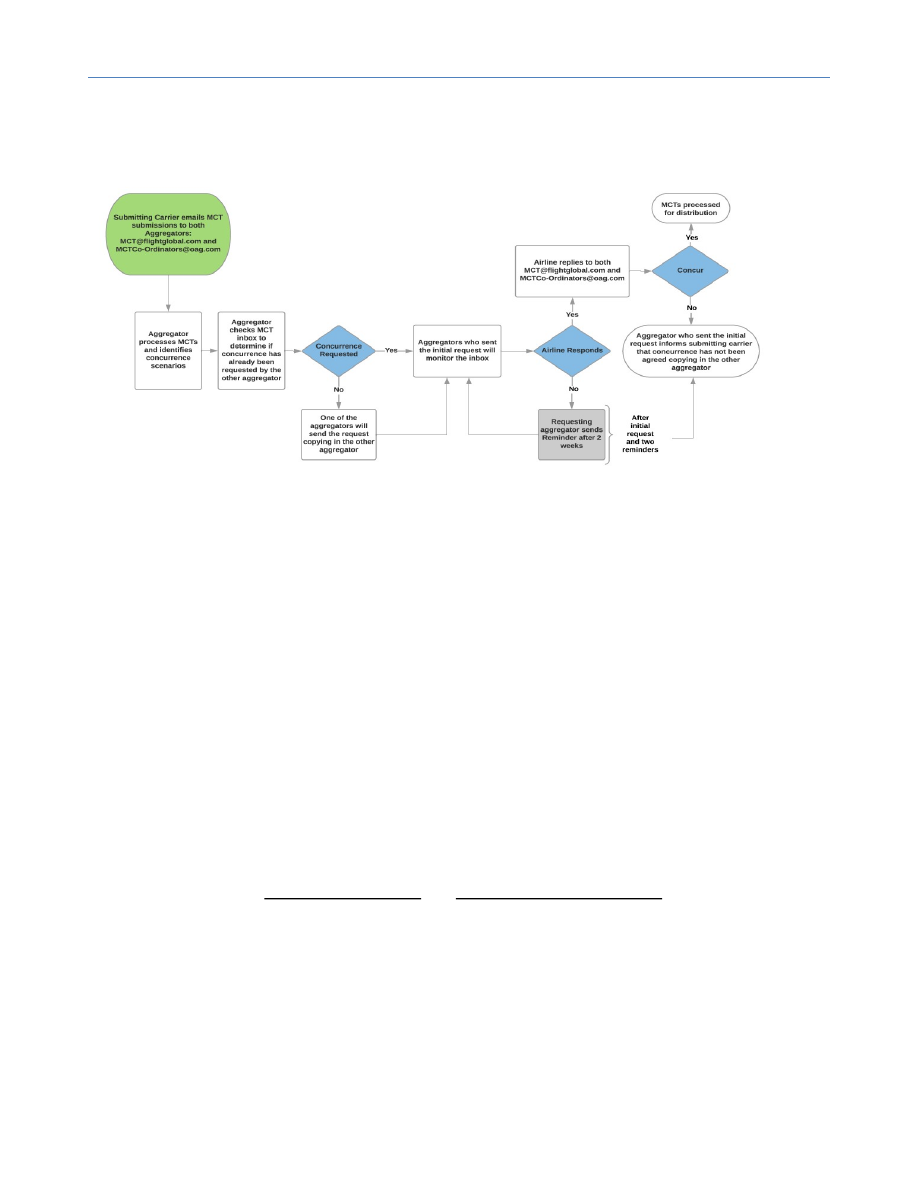 Submitting Carrier emails MCT
submissions to both
Aggregators:
MCT@flightglobal.com and
MCTCo-Ordinators@oag.com
Aggregator
processes MCTs
and identifies
concurrence
scenarios
Aggregator
checks MCT
inbox to
determine if
concurrence has
already been
requested by the
other aggregator
Concurrence
Requested
Yes
No
One of the
aggregators will
send the request
copying in the other
aggregator
Aggregators who sent
the initial request will
monitor the inbox
Airline Responds
Yes
Airline replies to both
MCT@flightglobal.com and
MCTCo-Ordinators@oag.com
Concur
Yes
MCTs processed
for distribution
No
Aggregator who sent the initial
request informs submitting carrier
that concurrence has not been
agreed copying in the other
aggregator
No
Requesting
aggregator sends
Reminder after 2
weeks
After
initial
request
and two
reminders